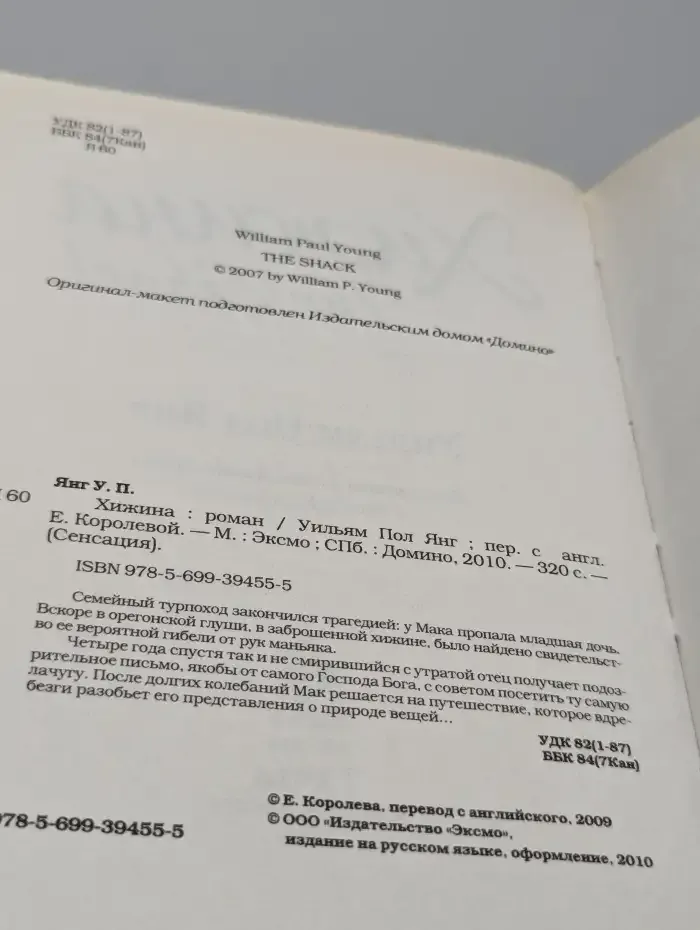 УДК 82(1-87)
ББК 84(7Кан)
Я 60
William Paul Young
THE SHACK
© 2007 by William P. Young
Оригинал-макет подготовлен Издательским домом «Домино»
Янг У. П.
60
Хижина : роман / Уильям Пол Янг ; пер. с англ.
Е. Королевой. — М. : Эксмо ; СПб. : Домино, 2010. — 320 с. —
(Сенсация).
ISBN 978-5-699-39455-5
Семейный турпоход закончился трагедией: у Мака пропала младшая дочь.
Вскоре в орегонской глуши, в заброшенной хижине, было найдено свидетельст-
во ее вероятной гибели от рук маньяка.
Четыре года спустя так и не смирившийся с утратой отец получает подоз-
рительное письмо, якобы от самого Господа Бога, с советом посетить ту самую
лачугу. После долгих колебаний Мак решается на путешествие, которое вдре-
безги разобьет его представления о природе вещей...
УДК 82(1-87)
ББК 84(7Кан)
978-5-699-39455-5
© Е. Королева, перевод с английского, 2009
© ООО «Издательство «Эксмо»,
издание на русском языке, оформление, 2010